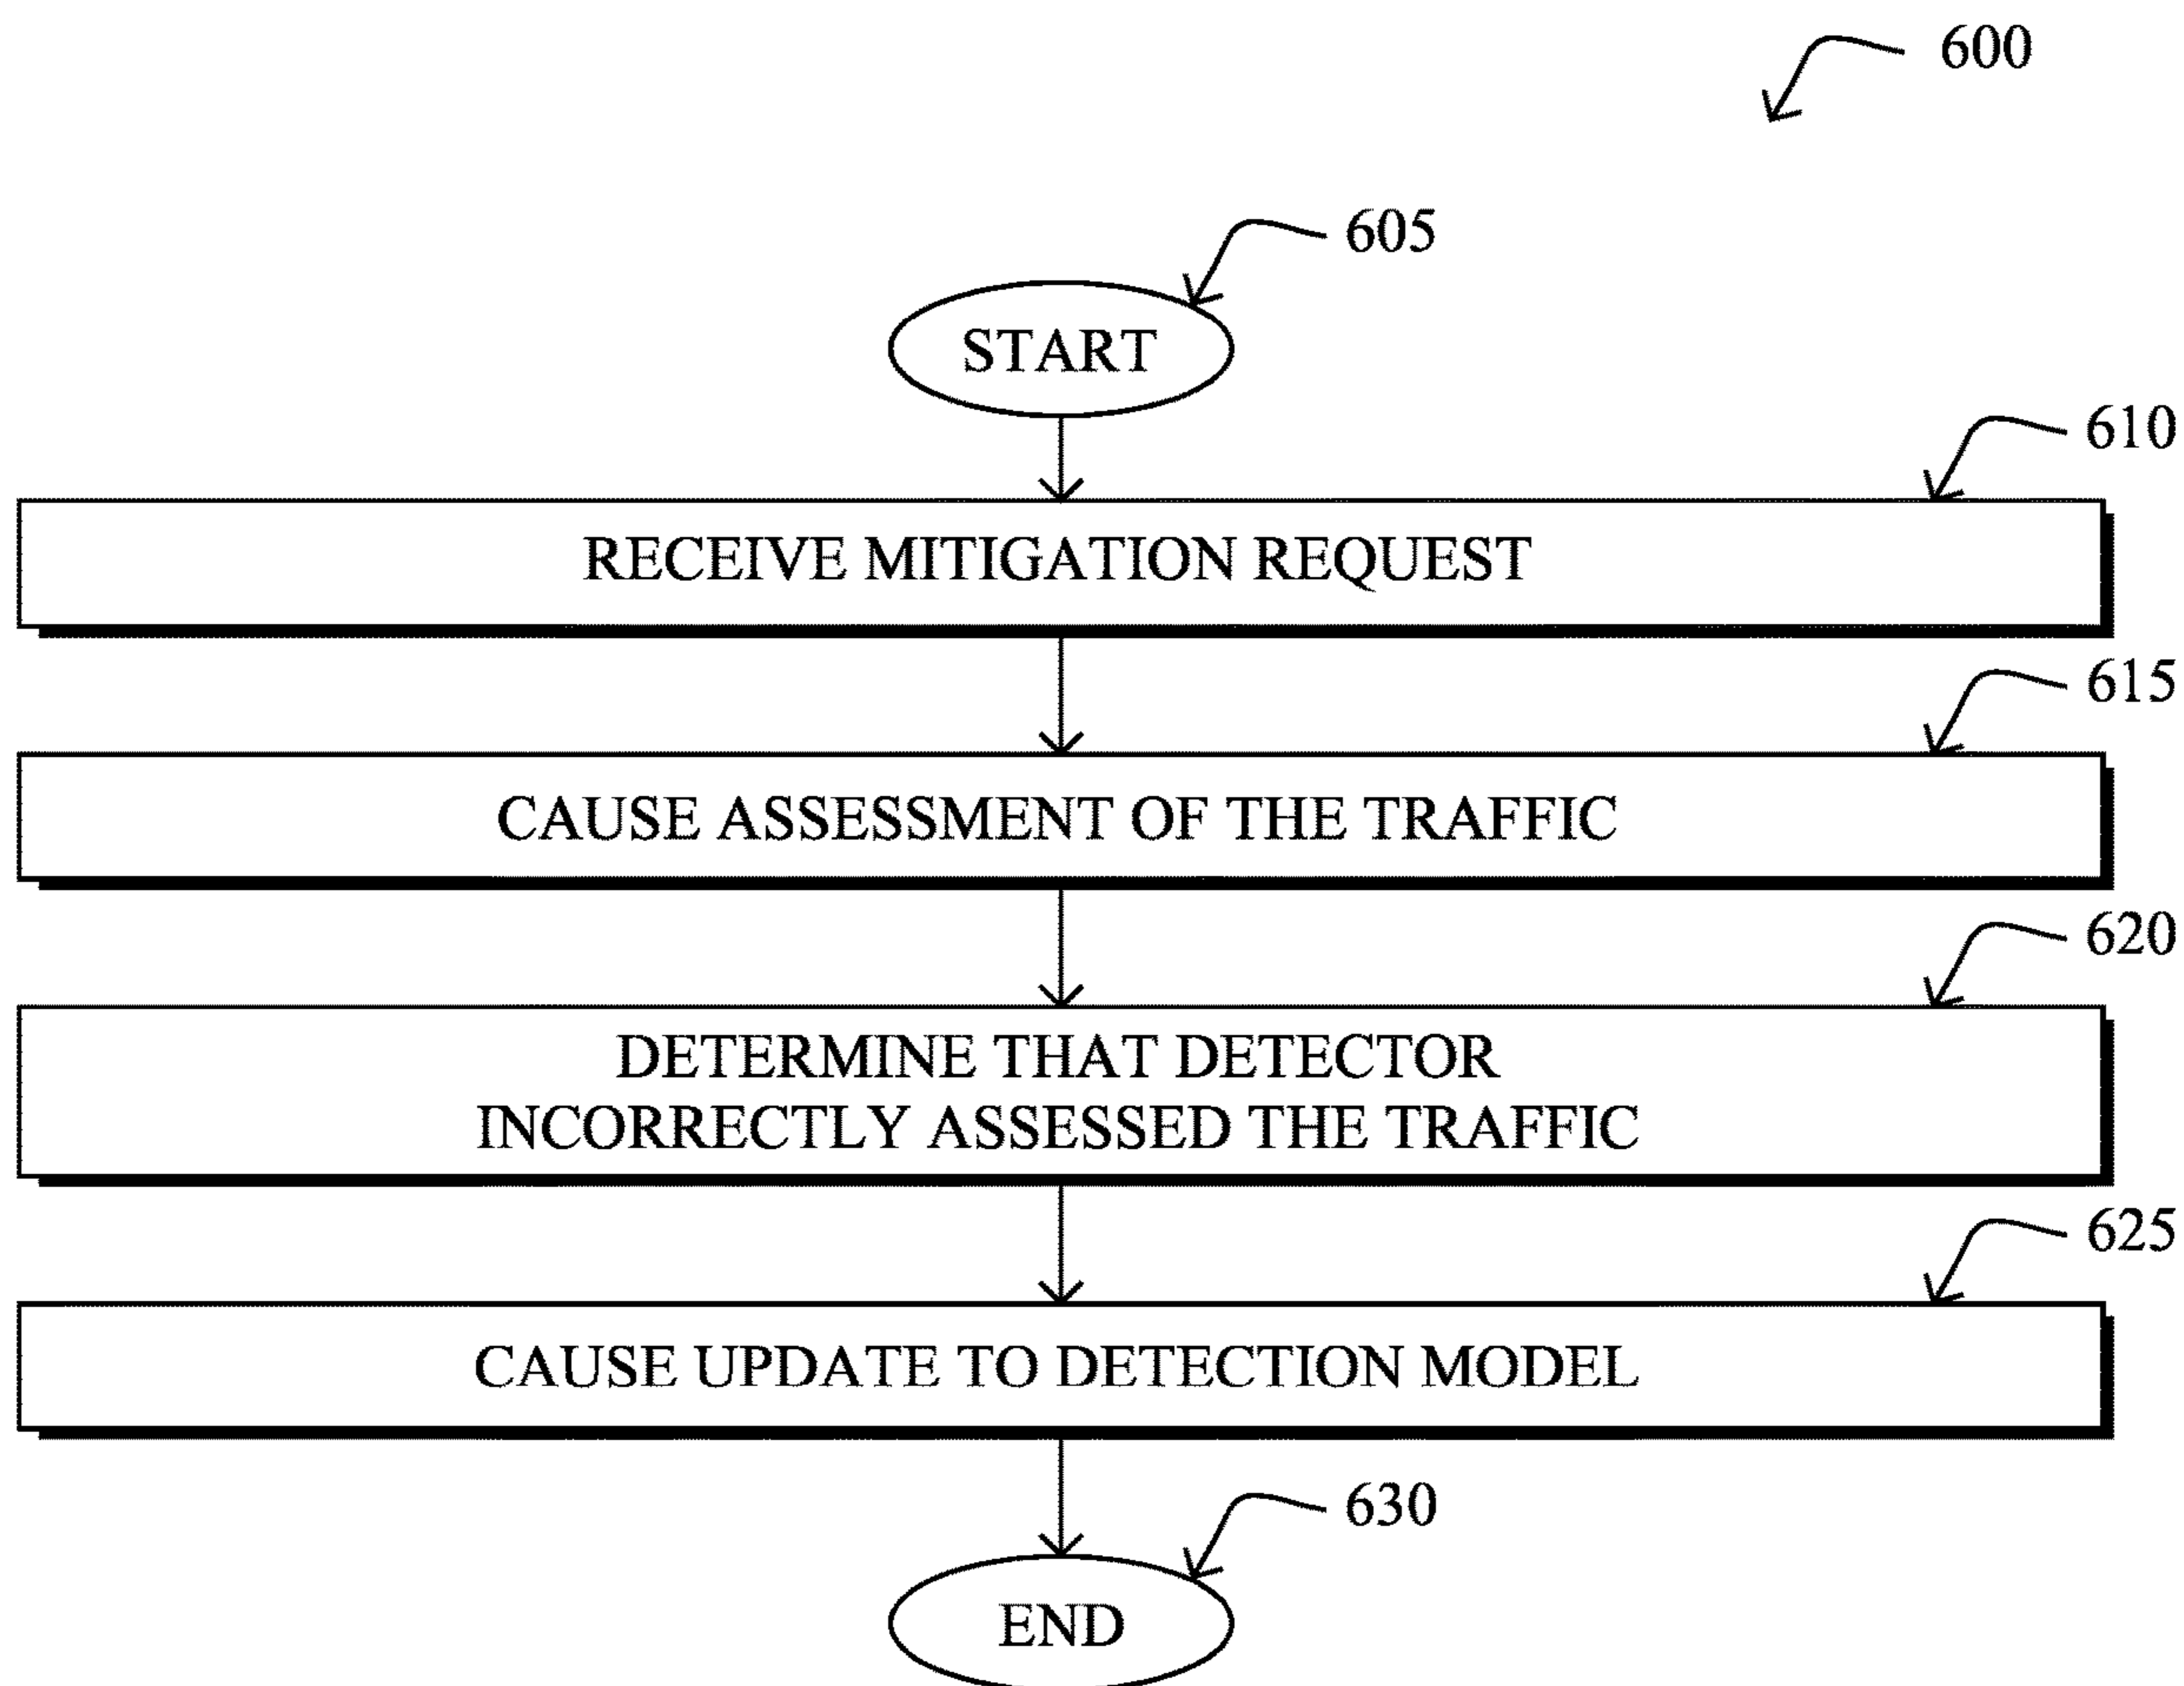 600
605
START
610
RECEIVE MITIGATION REQUEST
615
CAUSE ASSESSMENT OF THE TRAFFIC
620
DETERMINE THAT DETECTOR
INCORRECTLY ASSESSED THE TRAFFIC
625
CAUSE UPDATE TO DETECTION MODEL
630
END